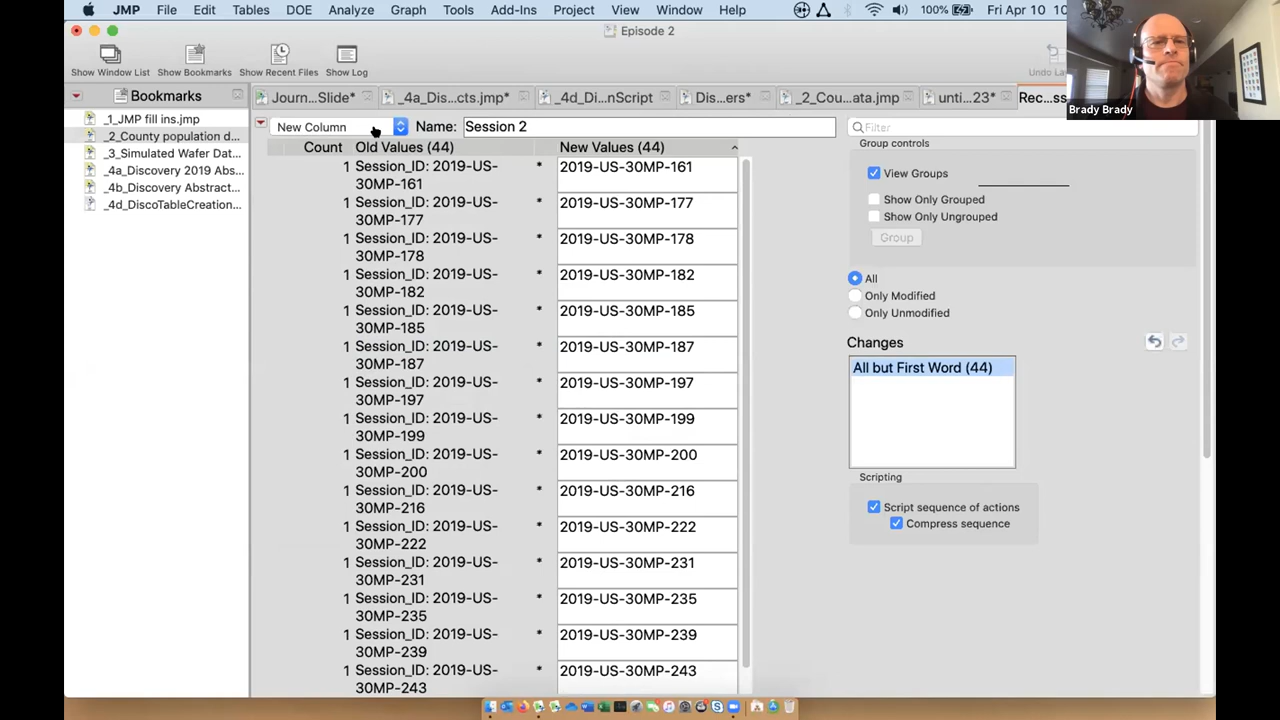 JMP File Edit Tables DOE Analyze Graph Tools Add-Ins Project View Window Help 100% Fri Apr 10 10
Episode 2
Show Window List Show Bookmarks Show Recent Files Show Log Undo La
Bookmarks
Journ...Slide* _4a_Dis...cts.jmp* _4d_Di...nScript Dis...ers* _2_Cou...ata.jmp unti...23* Rec...ss
Brady Brady
_1_JMP fill ins.jmp
_2_County population d...
_3_Simulated Wafer Dat...
_4a_Discovery 2019 Abs...
_4b_Discovery Abstract...
_4d_DiscoTableCreation...
New Column Name: Session 2
Count Old Values (44) New Values (44)
1 Session_ID: 2019-US- * 2019-US-30MP-161
30MP-161
1 Session_ID: 2019-US- * 2019-US-30MP-177
30MP-177
1 Session_ID: 2019-US- * 2019-US-30MP-178
30MP-178
1 Session_ID: 2019-US- * 2019-US-30MP-182
30MP-182
1 Session_ID: 2019-US- * 2019-US-30MP-185
30MP-185
1 Session_ID: 2019-US- * 2019-US-30MP-187
30MP-187
1 Session_ID: 2019-US- * 2019-US-30MP-197
30MP-197
1 Session_ID: 2019-US- * 2019-US-30MP-199
30MP-199
1 Session_ID: 2019-US- * 2019-US-30MP-200
30MP-200
1 Session_ID: 2019-US- * 2019-US-30MP-216
30MP-216
1 Session_ID: 2019-US- * 2019-US-30MP-222
30MP-222
1 Session_ID: 2019-US- * 2019-US-30MP-231
30MP-231
1 Session_ID: 2019-US- * 2019-US-30MP-235
30MP-235
1 Session_ID: 2019-US- * 2019-US-30MP-239
30MP-239
1 Session_ID: 2019-US- * 2019-US-30MP-243
30MP-243
Filter
Group controls
View Groups
Show Only Grouped
Show Only Ungrouped
Group
All
Only Modified
Only Unmodified
Changes
All but First Word (44)
Scripting
Script sequence of actions
Compress sequence